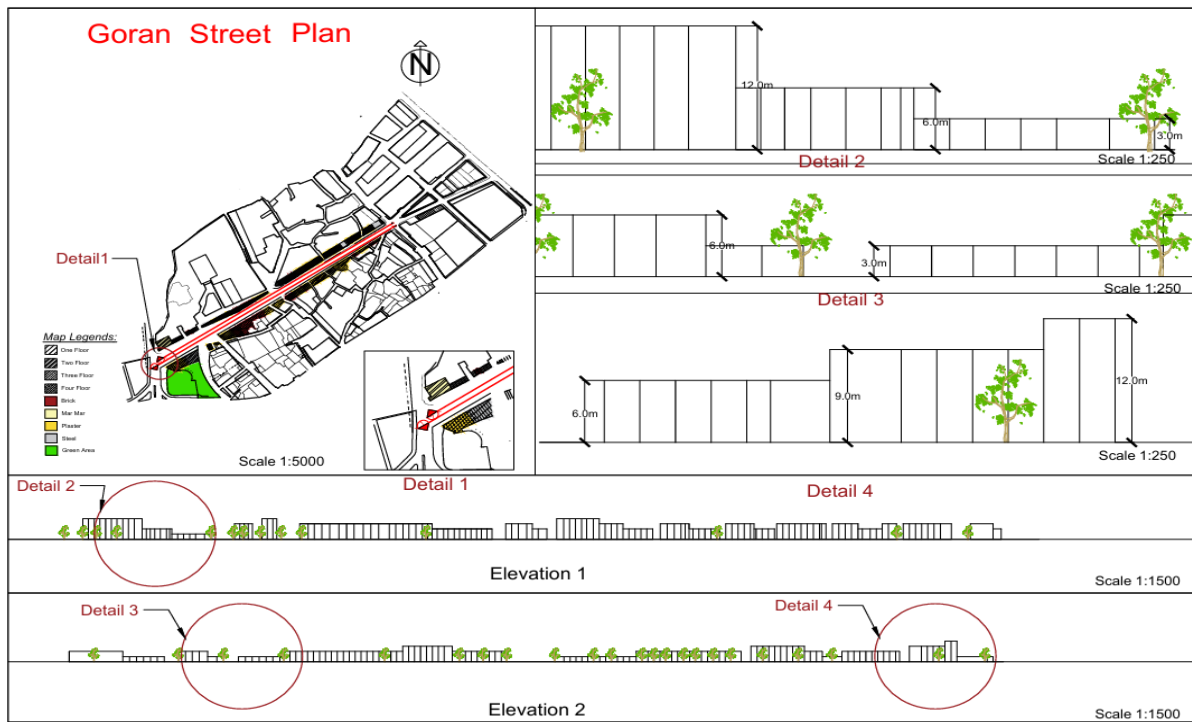 Goran Street Plan
N
Detail1
Map Legends:
One Floor
Two Floor
Three Floor
Four Floor
Brick
Mar Mar
Plaster
Steel
Green Area
Scale 1:5000
Detail 1
12.0m
6.0m
3.0m
Detail 2
Scale 1:250
6.0m
3.0m
Detail 3
Scale 1:250
6.0m
9.0m
12.0m
Scale 1:250
Detail 4
Detail 2
Elevation 1
Scale 1:1500
Detail 3
Detail 4
Elevation 2
Scale 1:1500